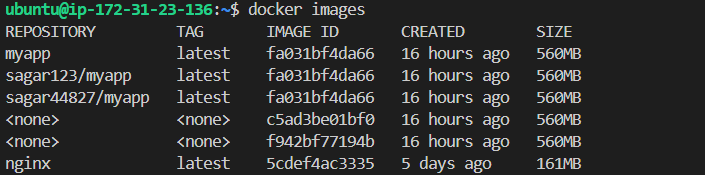 ubuntu@ip-172-31-23-136:~$ docker images
REPOSITORY TAG IMAGE ID CREATED SIZE
myapp latest fa031bf4da66 16 hours ago 560MB
sagar123/myapp latest fa031bf4da66 16 hours ago 560MB
sagar44827/myapp latest fa031bf4da66 16 hours ago 560MB
<none> <none> c5ad3be01bf0 16 hours ago 560MB
<none> <none> f942bf77194b 16 hours ago 560MB
nginx latest 5cdef4ac3335 5 days ago 161MB